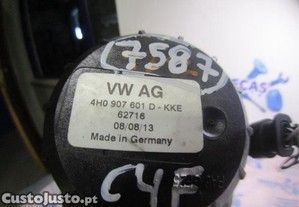 (7587)
VW AG
4H0 907 601 D - KKE
62716
08/08/13
Made in Germany
C4F
CustoJusto.pt